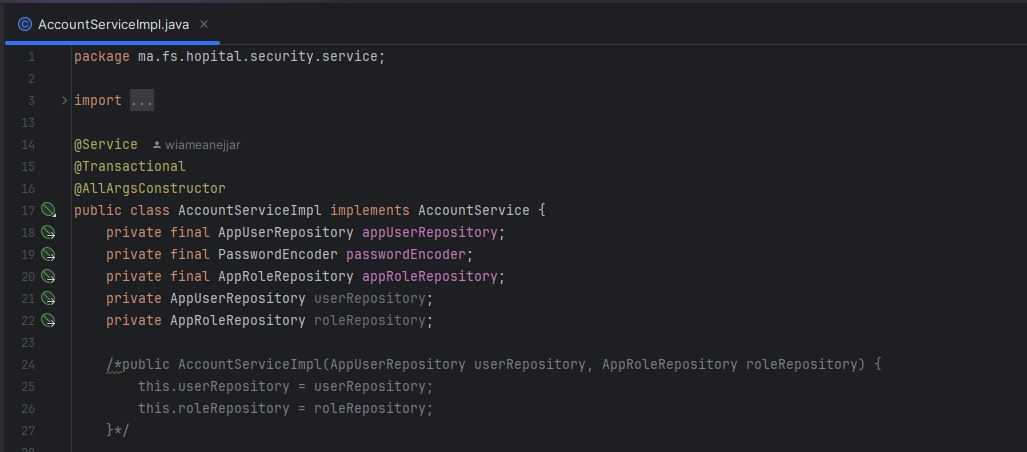 AccountServiceImpl.java ×
1 package ma.fs.hopital.security.service;
2
3 > import ...
13
14 @Service wiameanejjar
15 @Transactional
16 @AllArgsConstructor
17 public class AccountServiceImpl implements AccountService {
18 private final AppUserRepository appUserRepository;
19 private final PasswordEncoder passwordEncoder;
20 private final AppRoleRepository appRoleRepository;
21 private AppUserRepository userRepository;
22 private AppRoleRepository roleRepository;
23
24 /*public AccountServiceImpl(AppUserRepository userRepository, AppRoleRepository roleRepository) {
25 this.userRepository = userRepository;
26 this.roleRepository = roleRepository;
27 }*/